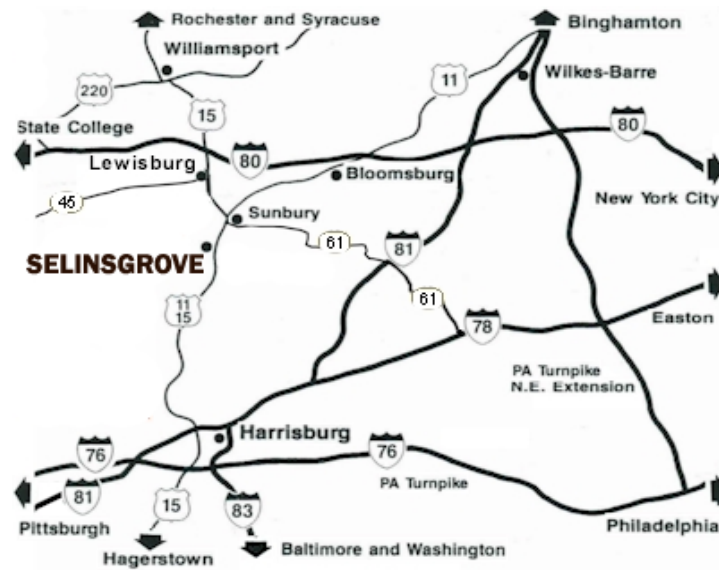 Rochester and Syracuse
Binghamton
Williamsport
11
Wilkes-Barre
220
15
State College
80
80
Lewisburg
Bloomsburg
New York City
45
Sunbury
61
81
SELINSGROVE
61
11
15
78
Easton
PA Turnpike
N.E. Extension
Harrisburg
76
76
PA Turnpike
81
15
83
Pittsburgh
Philadelphia
Hagerstown
Baltimore and Washington